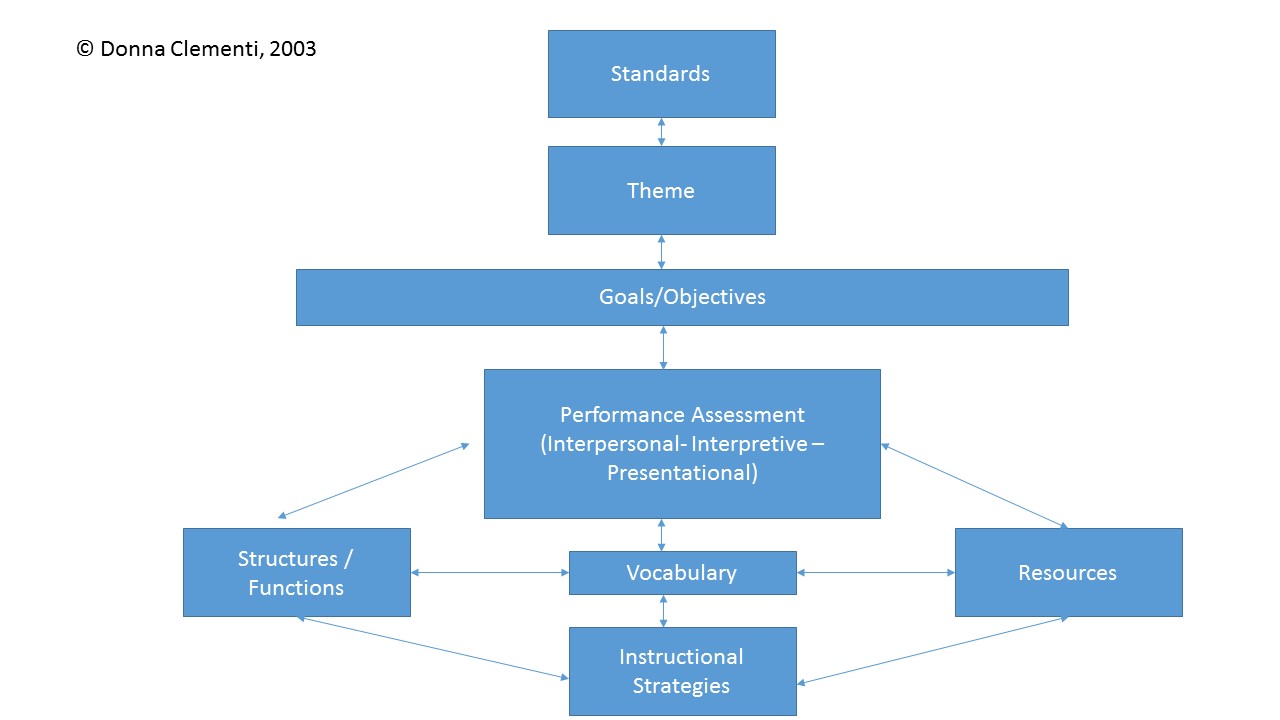 © Donna Clementi, 2003
Standards
Theme
Goals/Objectives
Performance Assessment
(Interpersonal- Interpretive –
Presentational)
Structures /
Functions
Vocabulary
Resources
Instructional
Strategies